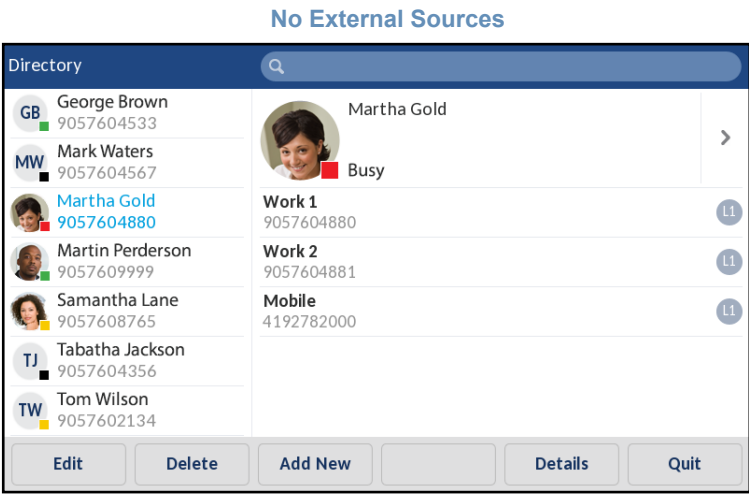 No External Sources
Directory
GB
George Brown
9057604533
MW
Mark Waters
9057604567
Martha Gold
9057604880
Martin Perderson
9057609999
Samantha Lane
9057608765
TJ
Tabatha Jackson
9057604356
TW
Tom Wilson
9057602134
Martha Gold
Busy
Work 1
9057604880
L1
Work 2
9057604881
L1
Mobile
4192782000
L1
Edit
Delete
Add New
Details
Quit